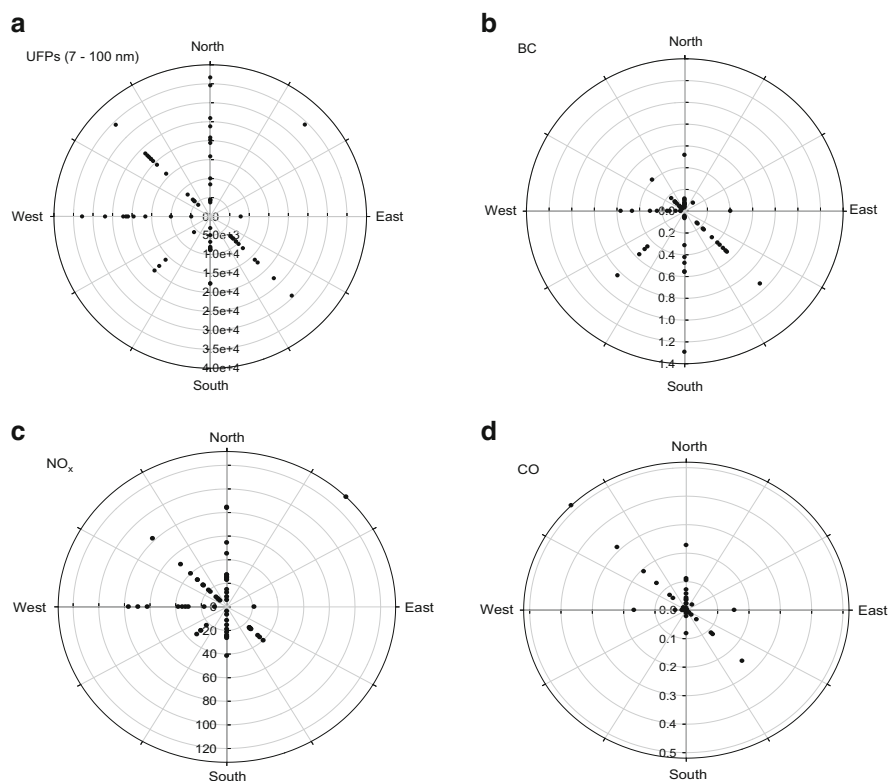 a
UFPs (7 - 100 nm)
North
West
East
0.0
5.0e+3
1.0e+4
1.5e+4
2.0e+4
2.5e+4
3.0e+4
3.5e+4
4.0e+4
South
b
BC
North
West
East
0.0
0.2
0.4
0.6
0.8
1.0
1.2
1.4
South
c
NOₓ
North
West
East
0
20
40
60
80
100
120
South
d
CO
North
West
East
0.0
0.1
0.2
0.3
0.4
0.5
South